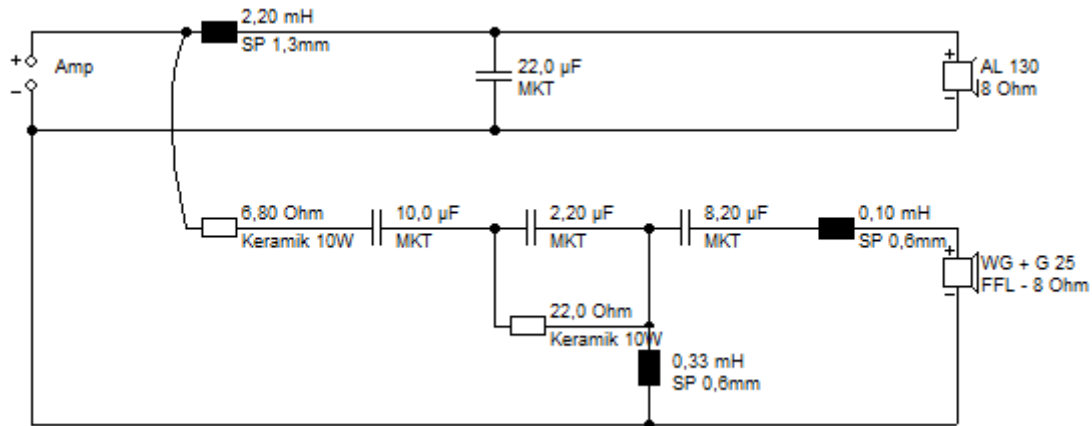 2,20 mH
SP 1,3mm
+
Amp
–
22,0 µF
MKT
+
AL 130
8 Ohm
–
6,80 Ohm
Keramik 10W
10,0 µF
MKT
2,20 µF
MKT
8,20 µF
MKT
0,10 mH
SP 0,6mm
+
WG + G 25
FFL - 8 Ohm
–
22,0 Ohm
Keramik 10W
0,33 mH
SP 0,6mm